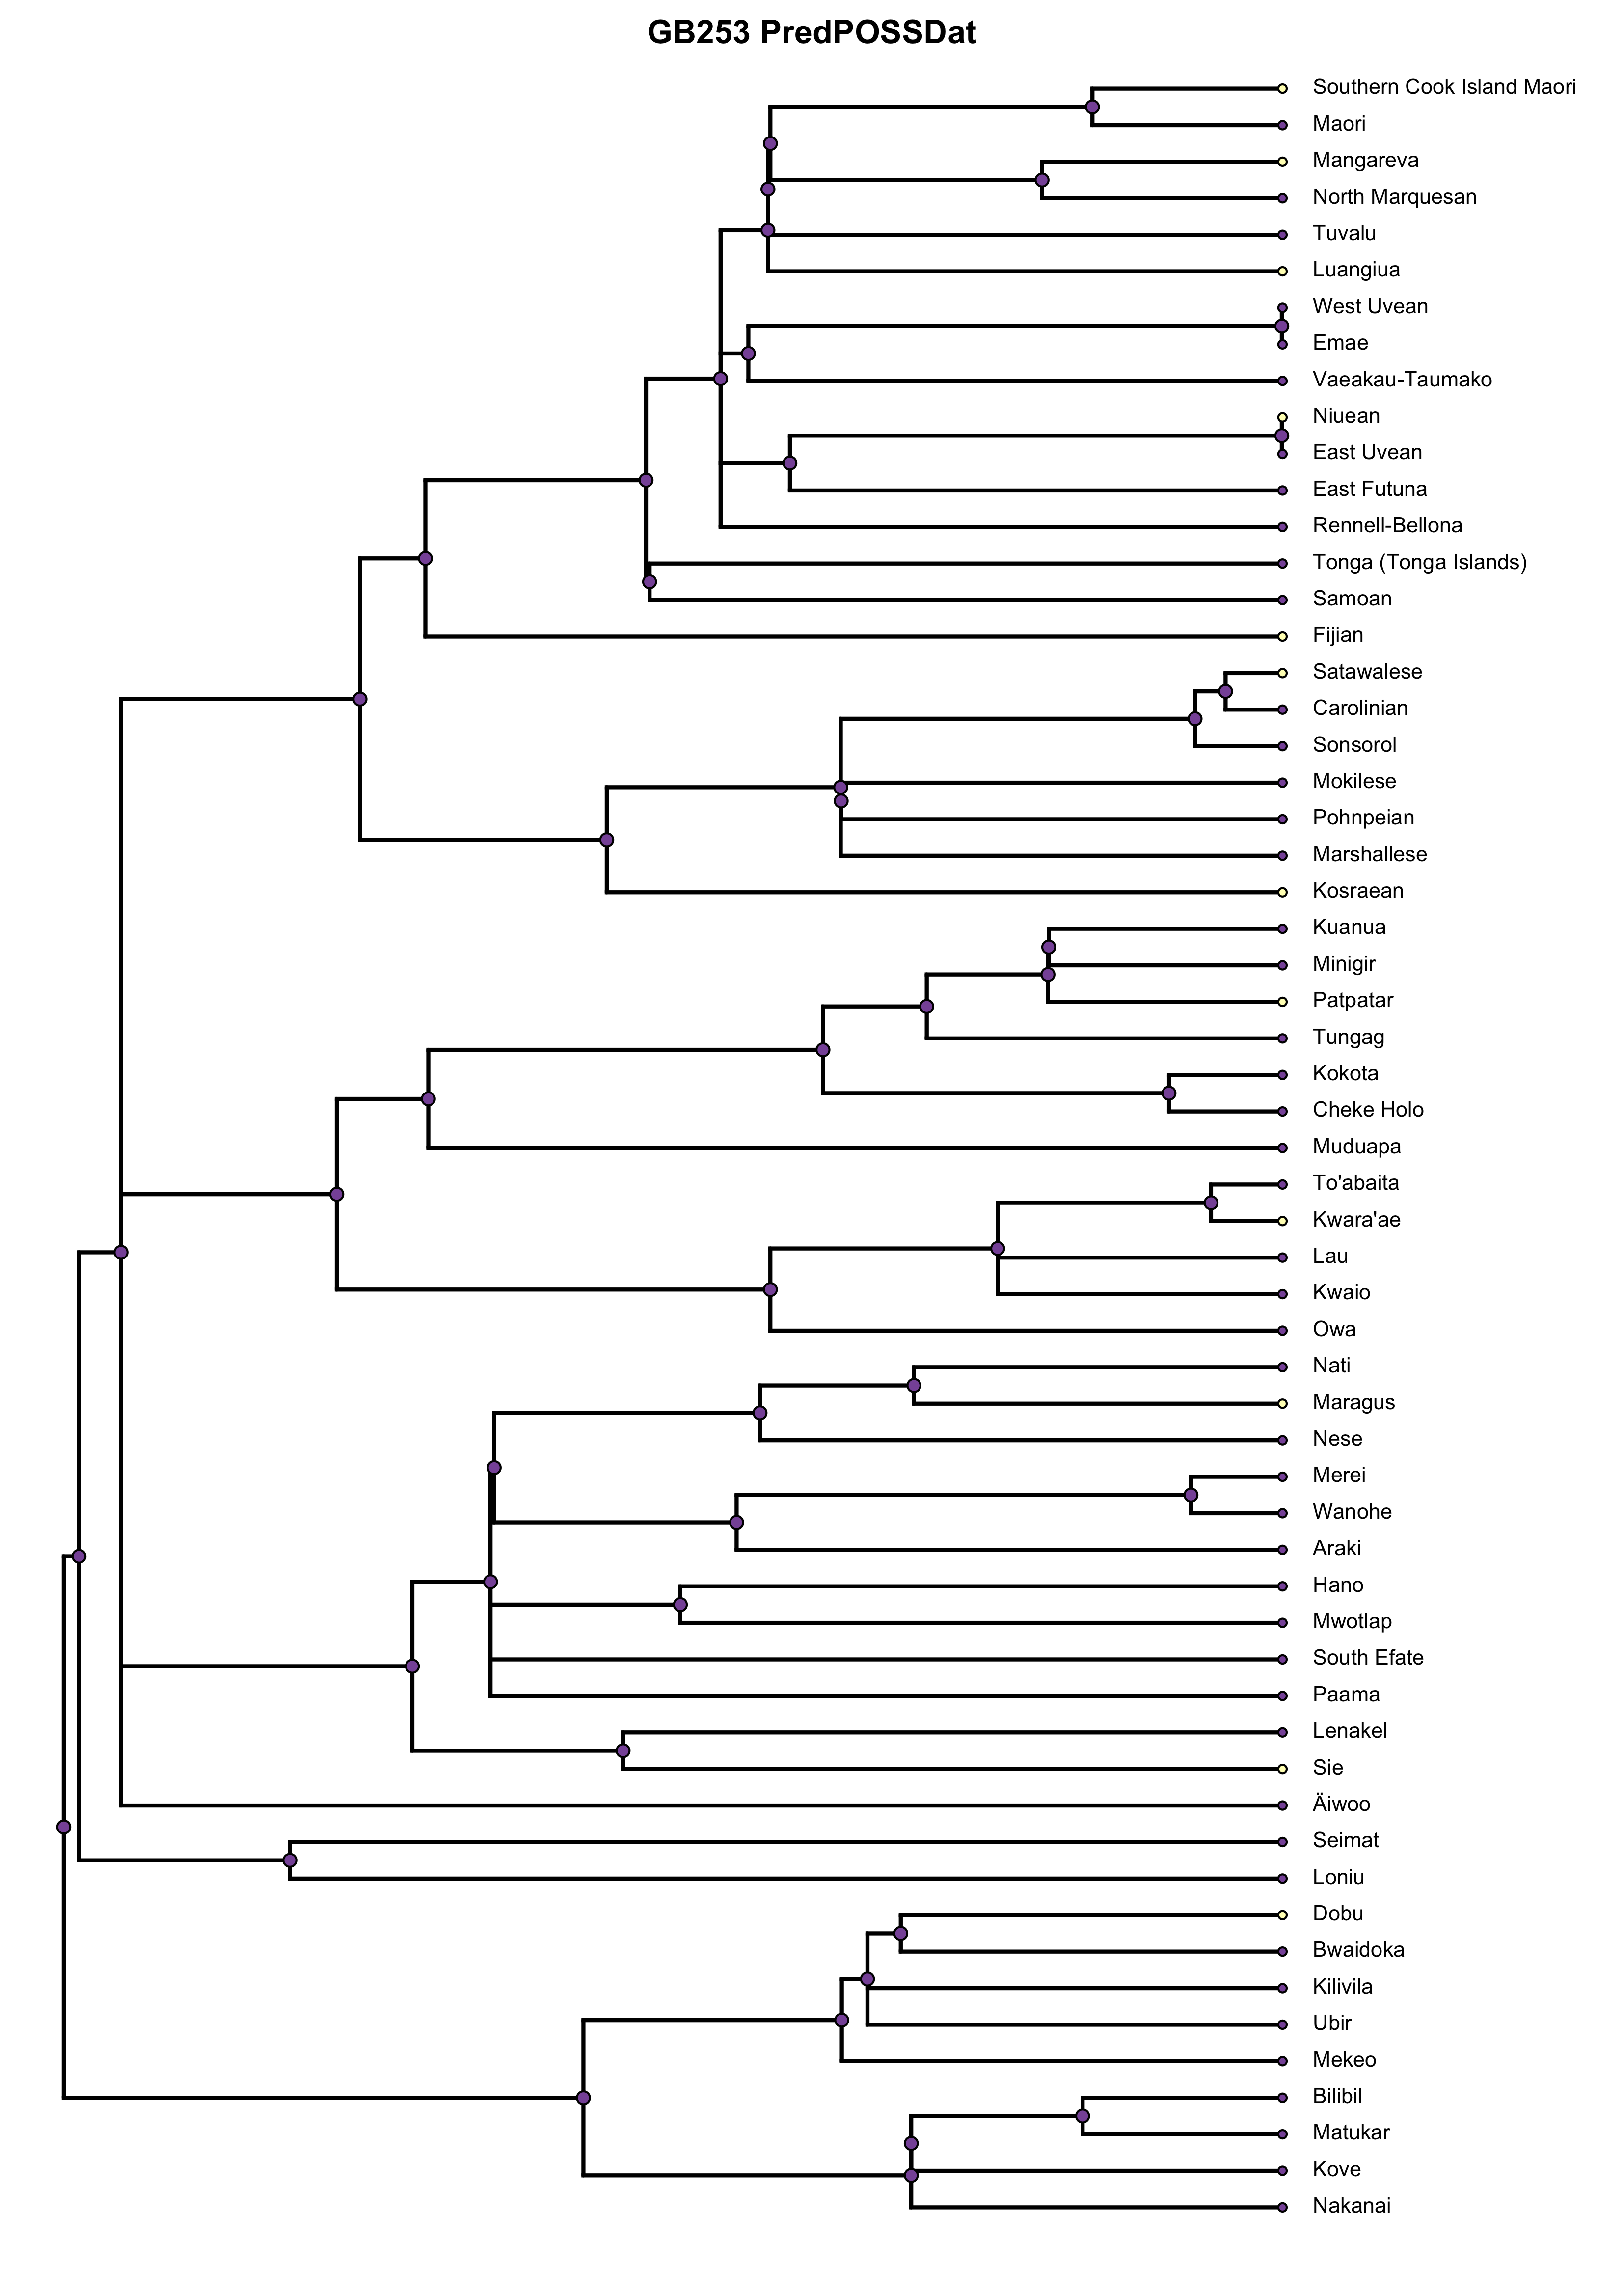 GB253 PredPOSSDat
Southern Cook Island Maori
Maori
Mangareva
North Marquesan
Tuvalu
Luangiua
West Uvean
Emae
Vaeakau-Taumako
Niuean
East Uvean
East Futuna
Rennell-Bellona
Tonga (Tonga Islands)
Samoan
Fijian
Satawalese
Carolinian
Sonsorol
Mokilese
Pohnpeian
Marshallese
Kosraean
Kuanua
Minigir
Patpatar
Tungag
Kokota
Cheke Holo
Muduapa
To'abaita
Kwara'ae
Lau
Kwaio
Owa
Nati
Maragus
Nese
Merei
Wanohe
Araki
Hano
Mwotlap
South Efate
Paama
Lenakel
Sie
Äiwoo
Seimat
Loniu
Dobu
Bwaidoka
Kilivila
Ubir
Mekeo
Bilibil
Matukar
Kove
Nakanai